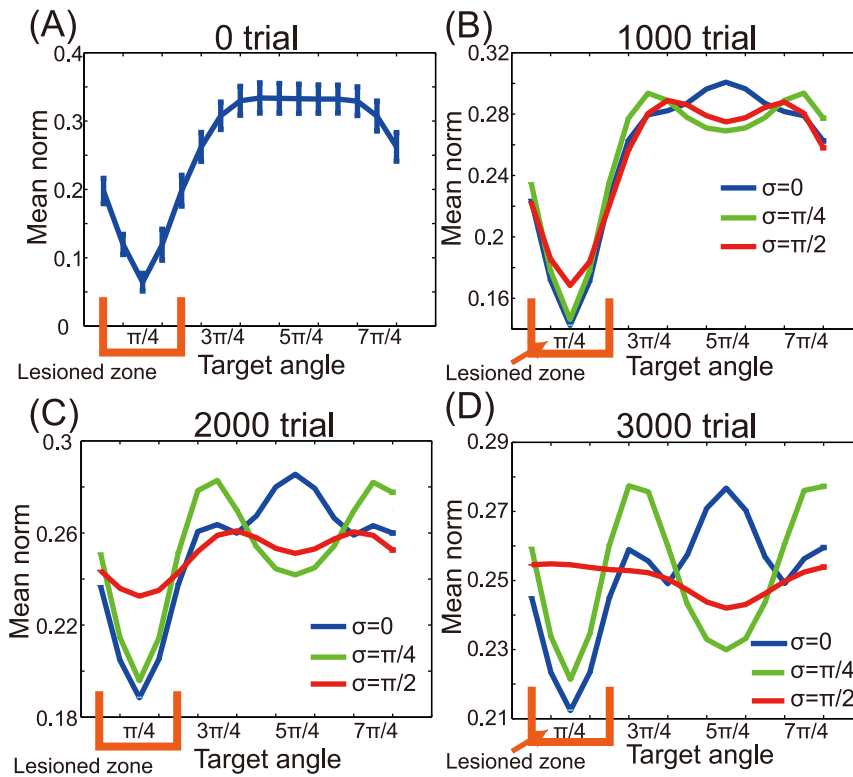 (A)
0 trial
0.4
0.3
0.2
0.1
0
Mean norm
π/4
3π/4
5π/4
7π/4
Lesioned zone
Target angle
(B)
1000 trial
0.32
0.28
0.24
0.2
0.16
Mean norm
σ=0
σ=π/4
σ=π/2
π/4
3π/4
5π/4
7π/4
Lesioned zone
Target angle
(C)
2000 trial
0.3
0.26
0.22
0.18
Mean norm
σ=0
σ=π/4
σ=π/2
π/4
3π/4
5π/4
7π/4
Lesioned zone
Target angle
(D)
3000 trial
0.29
0.27
0.25
0.23
0.21
Mean norm
σ=0
σ=π/4
σ=π/2
π/4
3π/4
5π/4
7π/4
Lesioned zone
Target angle